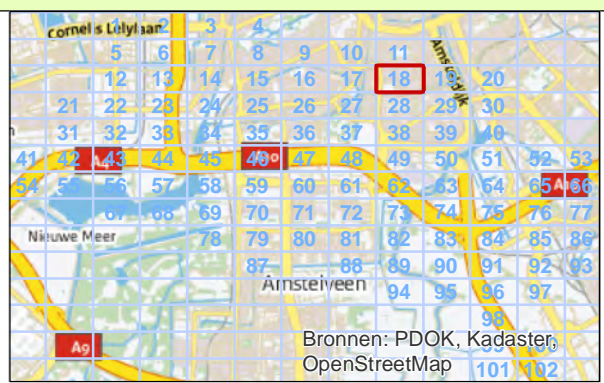 cornelis Lelylaan
1 2 3 4
5 6 7 8 9 10 11
Amsteldijk
12 13 14 15 16 17 18 19 20
21 22 23 24 25 26 27 28 29 30
31 32 33 34 35 36 37 38 39 40
41 42 43 44 45 46 47 48 49 50 51 52 53
A4 A10
54 55 56 57 58 59 60 61 62 63 64 65 66
67 68 69 70 71 72 73 74 75 76 77
Nieuwe Meer 78 79 80 81 82 83 84 85 86
87 88 89 90 91 92 93
Amstelveen
94 95 96 97
98
A9
Bronnen: PDOK, Kadaster,
OpenStreetMap
101 102